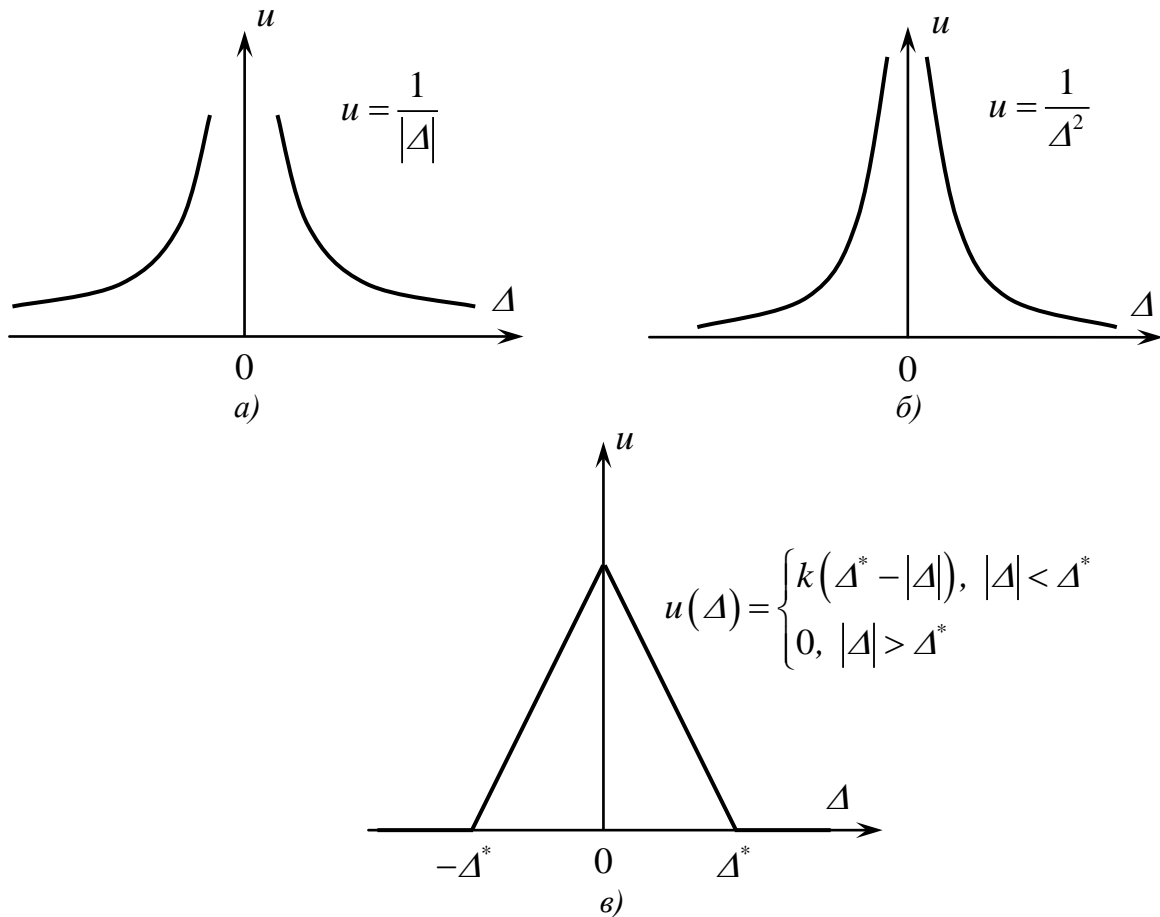 u
u = 1/|Δ|
Δ
0
а)
u
u = 1/Δ²
Δ
0
б)
u
u(Δ) = { k(Δ* − |Δ|), |Δ| < Δ*
0, |Δ| > Δ*
Δ
−Δ* 0 Δ*
в)